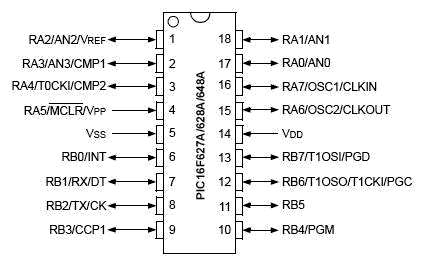 RA2/AN2/VREF 1 18 RA1/AN1
RA3/AN3/CMP1 2 17 RA0/AN0
RA4/T0CKI/CMP2 3 16 RA7/OSC1/CLKIN
RA5/MCLR/VPP 4 15 RA6/OSC2/CLKOUT
VSS 5 14 VDD
RB0/INT 6 13 RB7/T1OSI/PGD
RB1/RX/DT 7 12 RB6/T1OSO/T1CKI/PGC
RB2/TX/CK 8 11 RB5
RB3/CCP1 9 10 RB4/PGM
PIC16F627A/628A/648A